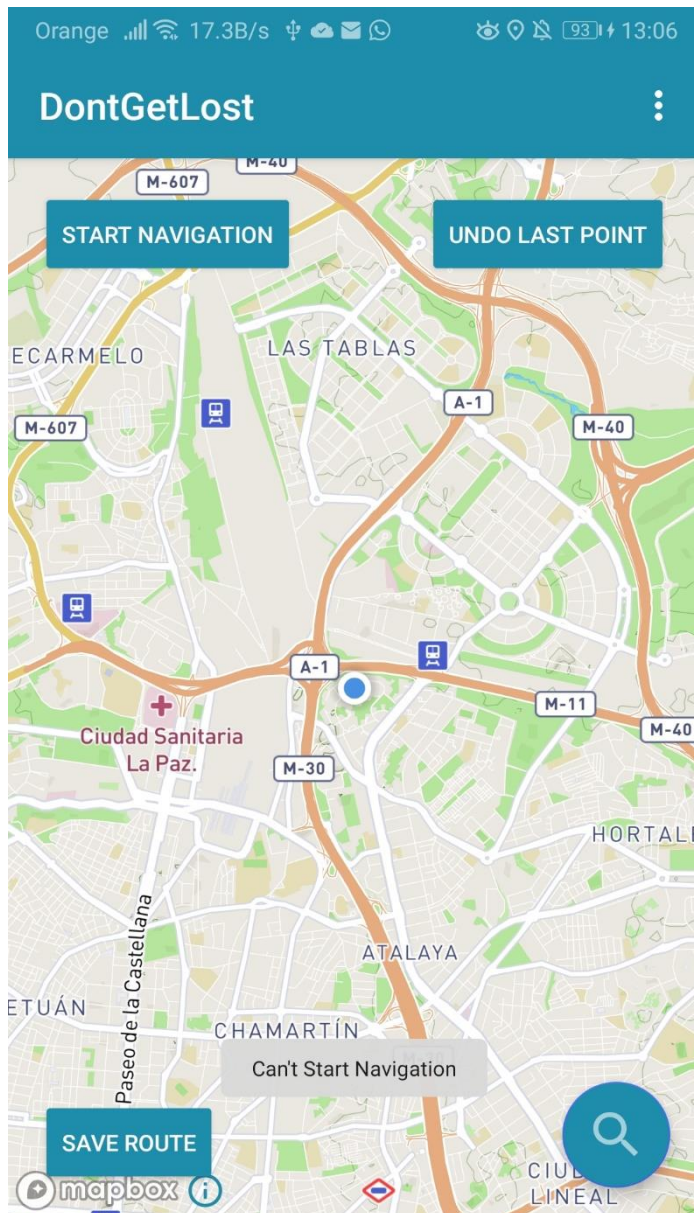 Orange 17.3B/s 93 13:06
DontGetLost
M-40
M-607
START NAVIGATION
UNDO LAST POINT
ECARMELO
LAS TABLAS
A-1
M-607
M-40
A-1
M-11
Ciudad Sanitaria
La Paz.
M-40
M-30
HORTALE
Paseo de la Castellana
ATALAYA
ETUÁN
CHAMARTÍN
Can't Start Navigation
SAVE ROUTE
mapbox
CIU
LINEAL